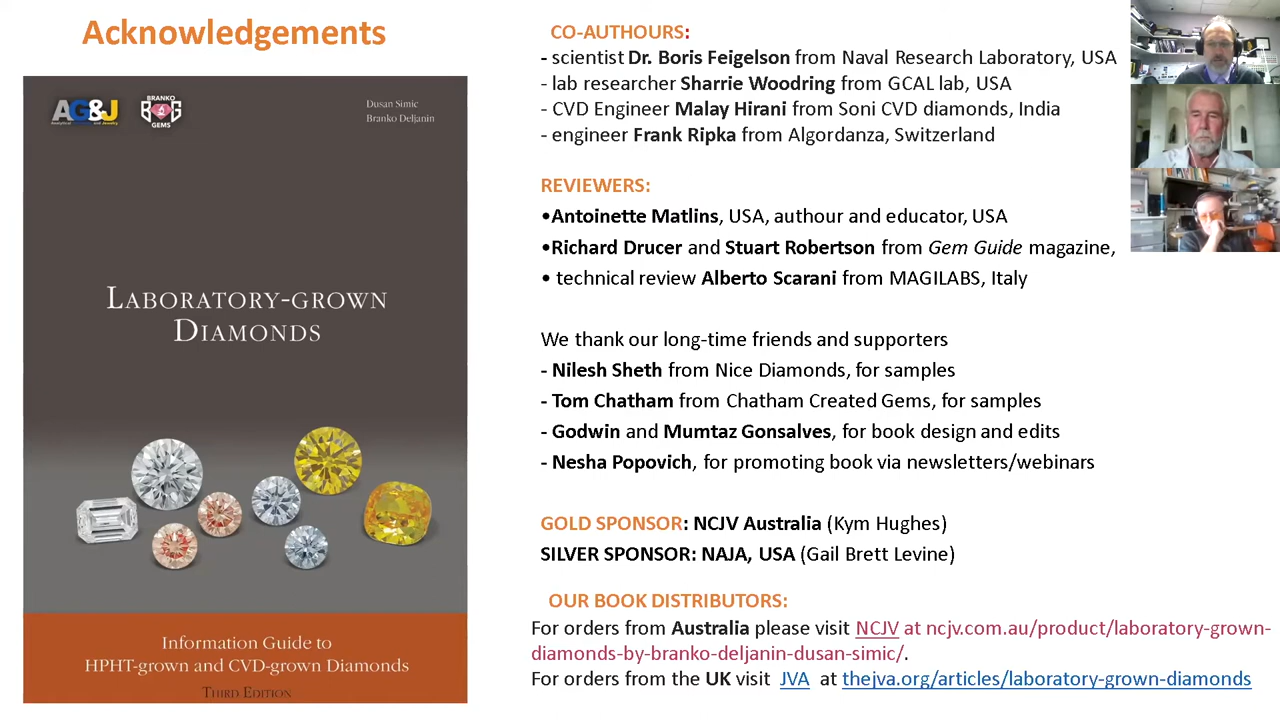 Acknowledgements
AG&J
BRANKO
GEMS
Dusan Simic
Branko Deljanin
LABORATORY-GROWN
DIAMONDS
Information Guide to
HPHT-grown and CVD-grown Diamonds
THIRD EDITION
CO-AUTHOURS:
- scientist Dr. Boris Feigelson from Naval Research Laboratory, USA
- lab researcher Sharrie Woodring from GCAL lab, USA
- CVD Engineer Malay Hirani from Soni CVD diamonds, India
- engineer Frank Ripka from Algordanza, Switzerland
REVIEWERS:
•Antoinette Matlins, USA, authour and educator, USA
•Richard Drucer and Stuart Robertson from Gem Guide magazine,
• technical review Alberto Scarani from MAGILABS, Italy
We thank our long-time friends and supporters
- Nilesh Sheth from Nice Diamonds, for samples
- Tom Chatham from Chatham Created Gems, for samples
- Godwin and Mumtaz Gonsalves, for book design and edits
- Nesha Popovich, for promoting book via newsletters/webinars
GOLD SPONSOR: NCJV Australia (Kym Hughes)
SILVER SPONSOR: NAJA, USA (Gail Brett Levine)
OUR BOOK DISTRIBUTORS:
For orders from Australia please visit NCJV at ncjv.com.au/product/laboratory-grown-
diamonds-by-branko-deljanin-dusan-simic/.
For orders from the UK visit JVA at thejva.org/articles/laboratory-grown-diamonds